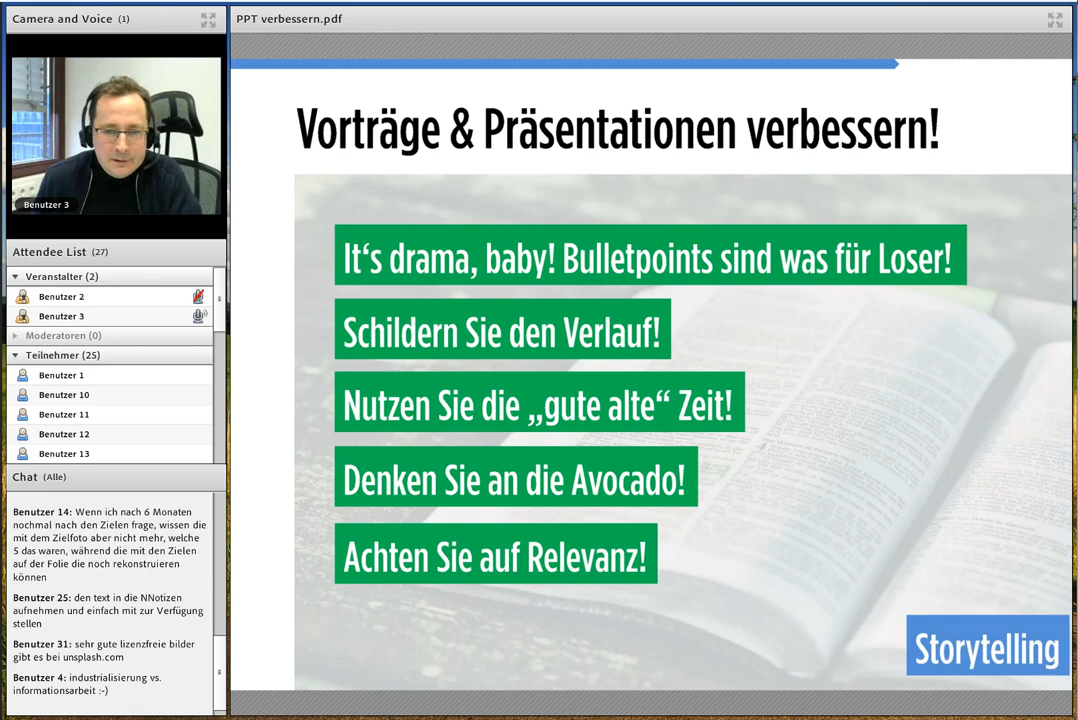 Camera and Voice (1)
Benutzer 3
Attendee List (27)
Veranstalter (2)
Benutzer 2
Benutzer 3
Moderatoren (0)
Teilnehmer (25)
Benutzer 1
Benutzer 10
Benutzer 11
Benutzer 12
Benutzer 13
Chat (Alle)
Benutzer 14: Wenn ich nach 6 Monaten
nochmal nach den Zielen frage, wissen die
mit dem Zielfoto aber nicht mehr, welche
5 das waren, während die mit den Zielen
auf der Folie die noch rekonstruieren
können
Benutzer 25: den text in die NNotizen
aufnehmen und einfach mit zur Verfügung
stellen
Benutzer 31: sehr gute lizenzfreie bilder
gibt es bei unsplash.com
Benutzer 4: industrialisierung vs.
informationsarbeit :-)
PPT verbessern.pdf
Vorträge & Präsentationen verbessern!
It‘s drama, baby! Bulletpoints sind was für Loser!
Schildern Sie den Verlauf!
Nutzen Sie die „gute alte“ Zeit!
Denken Sie an die Avocado!
Achten Sie auf Relevanz!
Storytelling